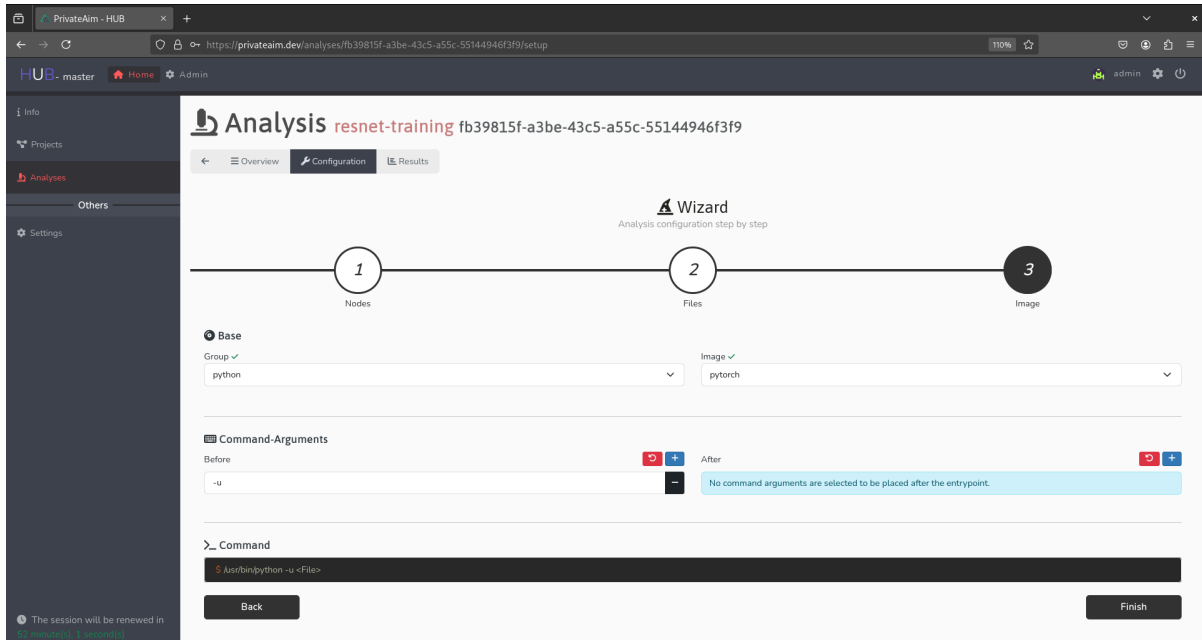 PrivateAim - HUB
https://privateaim.dev/analyses/fb39815f-a3be-43c5-a55c-55144946f3f9/setup
110%
HUB- master Home Admin
admin
Info
Projects
Analyses
Others
Settings
The session will be renewed in
52 minute(s), 1 second(s)
Analysis resnet-training fb39815f-a3be-43c5-a55c-55144946f3f9
Overview Configuration Results
Wizard
Analysis configuration step by step
1 2 3
Nodes Files Image
Base
Group Image
python pytorch
Command-Arguments
Before After
-u No command arguments are selected to be placed after the entrypoint.
Command
$ /usr/bin/python -u <File>
Back Finish